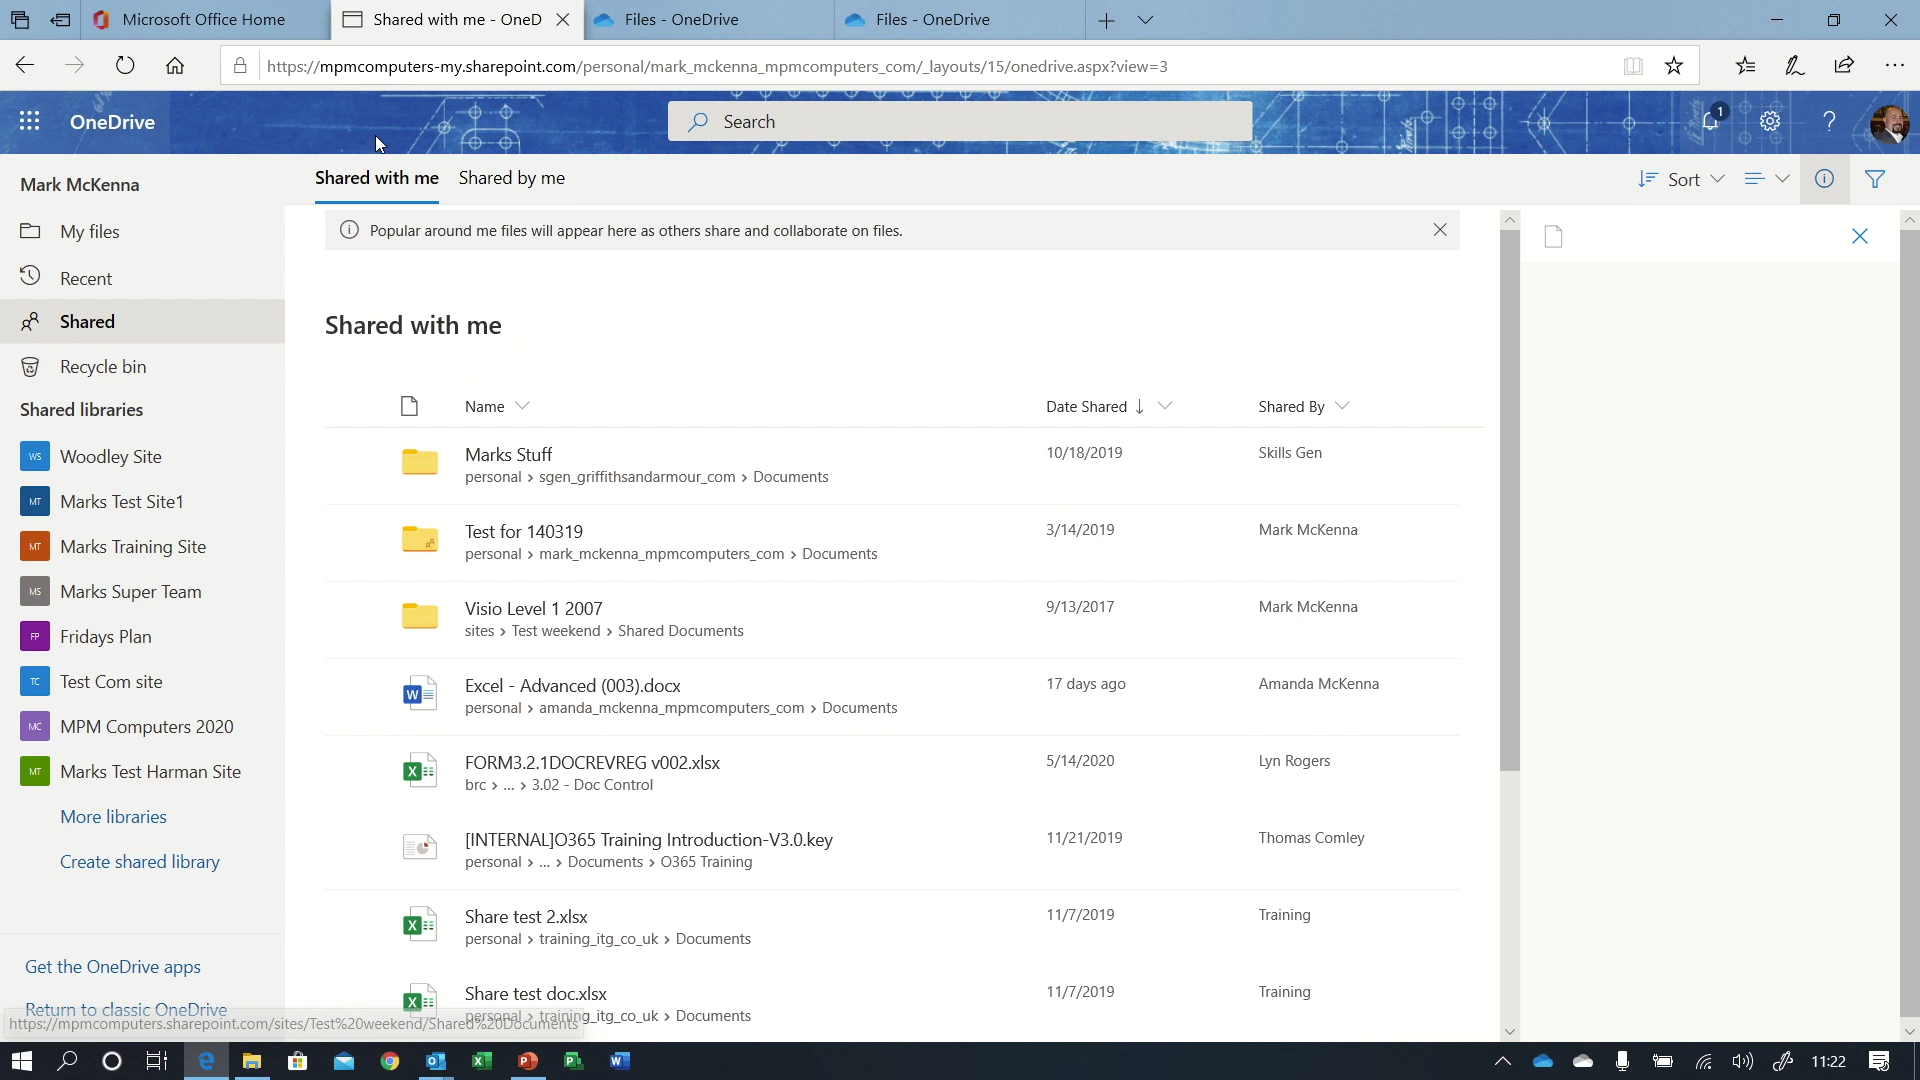 Microsoft Office Home
Shared with me - OneD
Files - OneDrive
Files - OneDrive
https://mpmcomputers-my.sharepoint.com/personal/mark_mckenna_mpmcomputers_com/_layouts/15/onedrive.aspx?view=3
OneDrive
Search
1
Mark McKenna
Shared with me
Shared by me
Sort
My files
Recent
Shared
Recycle bin
Shared libraries
WS Woodley Site
MT Marks Test Site1
MT Marks Training Site
MS Marks Super Team
FP Fridays Plan
TC Test Com site
MC MPM Computers 2020
MT Marks Test Harman Site
More libraries
Create shared library
Get the OneDrive apps
Return to classic OneDrive
https://mpmcomputers.sharepoint.com/sites/Test%20weekend/Shared%20Documents
Popular around me files will appear here as others share and collaborate on files.
Shared with me
Name Date Shared Shared By
Marks Stuff 10/18/2019 Skills Gen
personal > sgen_griffithsandarmour_com > Documents
Test for 140319 3/14/2019 Mark McKenna
personal > mark_mckenna_mpmcomputers_com > Documents
Visio Level 1 2007 9/13/2017 Mark McKenna
sites > Test weekend > Shared Documents
Excel - Advanced (003).docx 17 days ago Amanda McKenna
personal > amanda_mckenna_mpmcomputers_com > Documents
FORM3.2.1DOCREVREG v002.xlsx 5/14/2020 Lyn Rogers
brc > ... > 3.02 - Doc Control
[INTERNAL]O365 Training Introduction-V3.0.key 11/21/2019 Thomas Comley
personal > ... > Documents > O365 Training
Share test 2.xlsx 11/7/2019 Training
personal > training_itg_co_uk > Documents
Share test doc.xlsx 11/7/2019 Training
personal > training_itg_co_uk > Documents
11:22